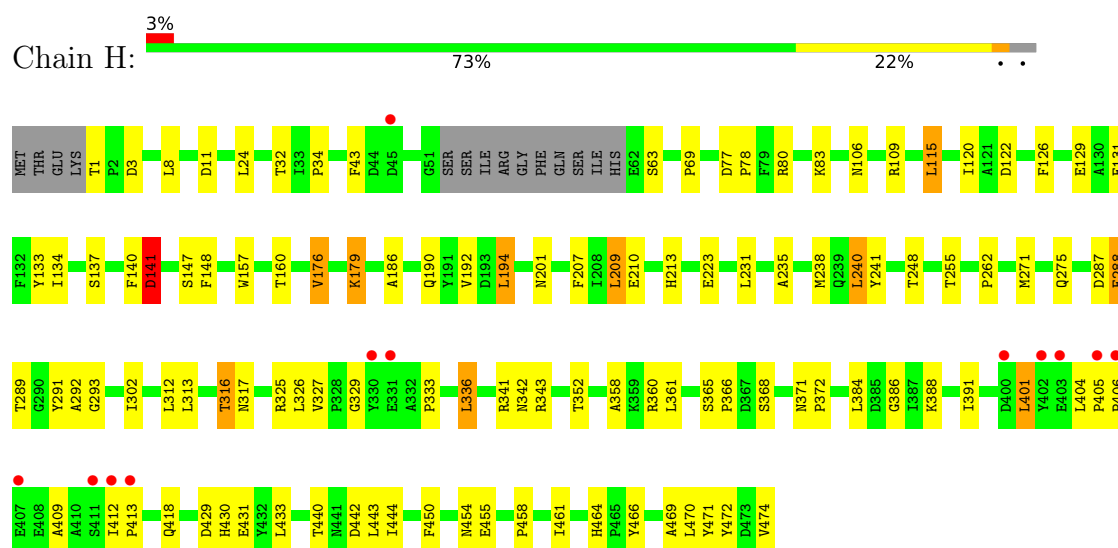 3%
Chain H:
73% 22% • •
MET THR GLU LYS T1 P2 D3 L8 D11 L24 T32 I33 P34 F43 D44 D45 G51 SER SER ILE ARG GLY PHE GLN SER ILE HIS E62 S63 P69 D77 P78 F79 R80 K83 N106 R109 L115 I120 A121 D122 F126 E129 A130
F132 Y133 I134 S137 F140 D141 S147 F148 W157 T160 V176 K179 A186 Q190 Y191 V192 D193 L194 N201 F207 I208 L209 E210 H213 E223 L231 A235 M238 Q239 L240 Y241 T248 T255 P262 M271 Q275 D287
T289 G290 Y291 A292 G293 I302 L312 L313 T316 N317 R325 L326 V327 P328 G329 Y330 E331 A332 P333 L336 R341 N342 R343 T352 A358 K359 R360 L361 S365 P366 D367 S368 N371 P372 L384 D385 G386 I387 K388 I391 D400 L401 Y402 E403 L404 P405
E407 E408 A409 A410 S411 I412 P413 Q418 D429 H430 E431 Y432 L433 T440 N441 D442 L443 I444 F450 N454 E455 P458 I461 H464 P465 Y466 A469 L470 Y471 Y472 D473 V474